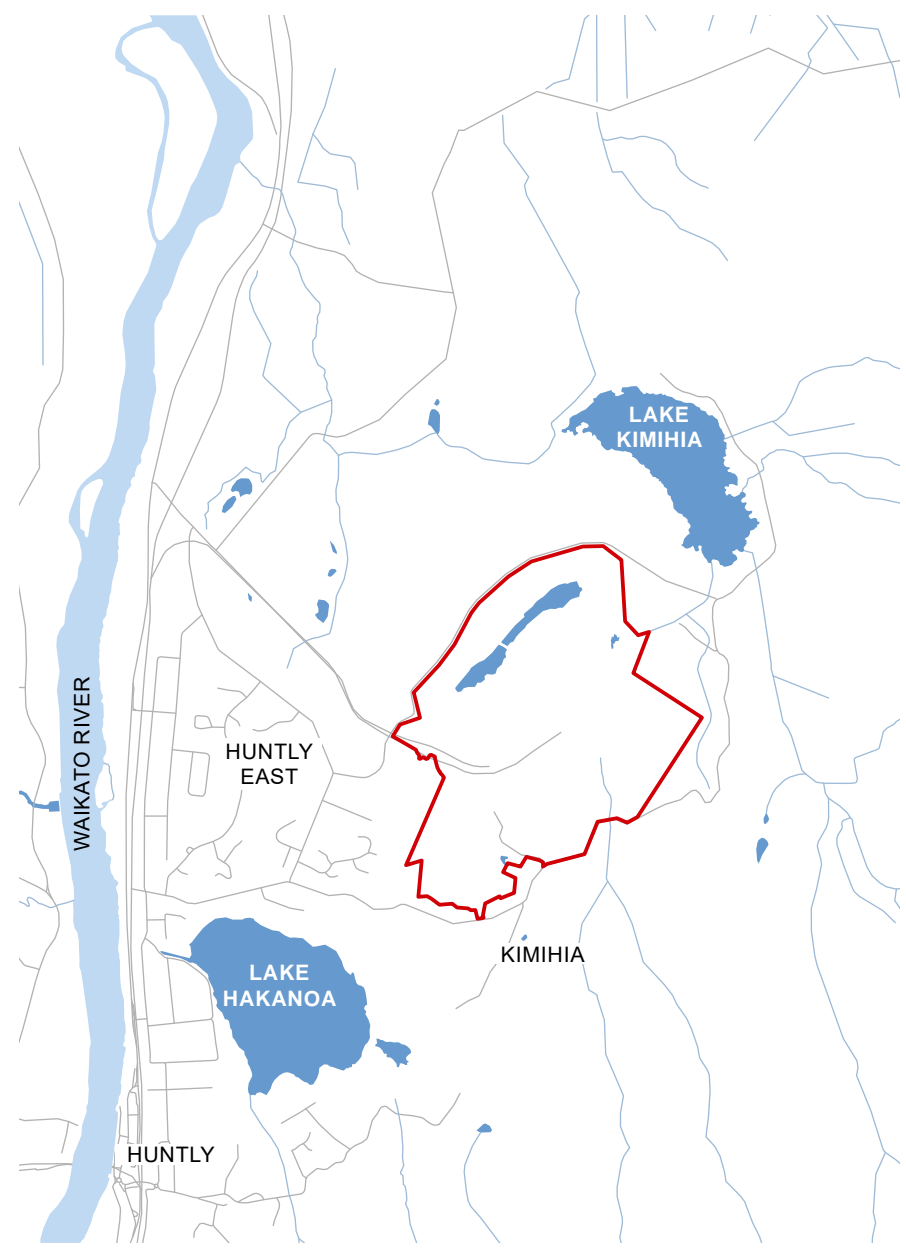 LAKE
KIMIHIA
WAIKATO RIVER
HUNTLY
EAST
KIMIHIA
LAKE
HAKANOA
HUNTLY